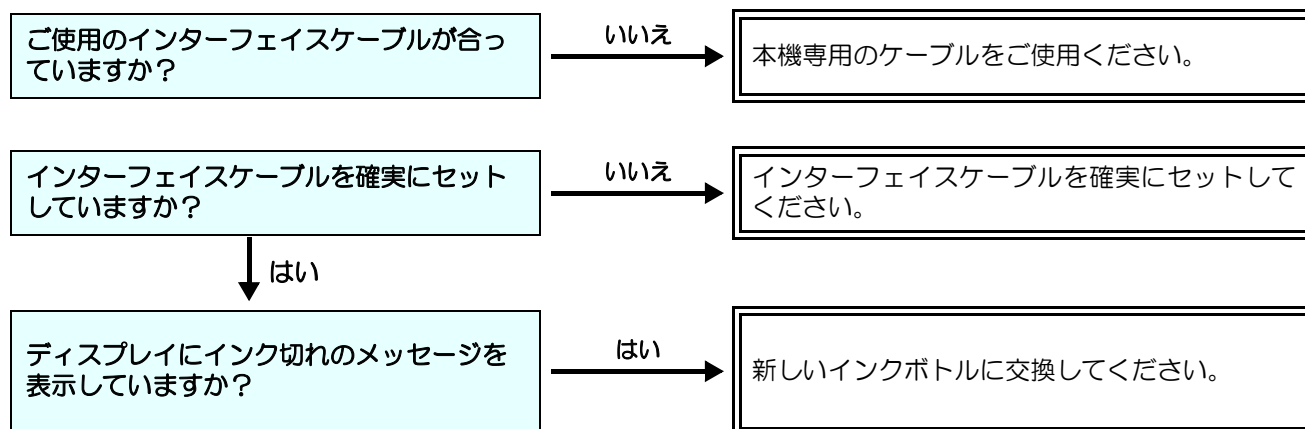 ご使用のインターフェイスケーブルが合っ
ていますか？
いいえ
本機専用のケーブルをご使用ください。
インターフェイスケーブルを確実にセット
していますか？
いいえ
インターフェイスケーブルを確実にセットして
ください。
はい
ディスプレイにインク切れのメッセージを
表示していますか？
はい
新しいインクボトルに交換してください。